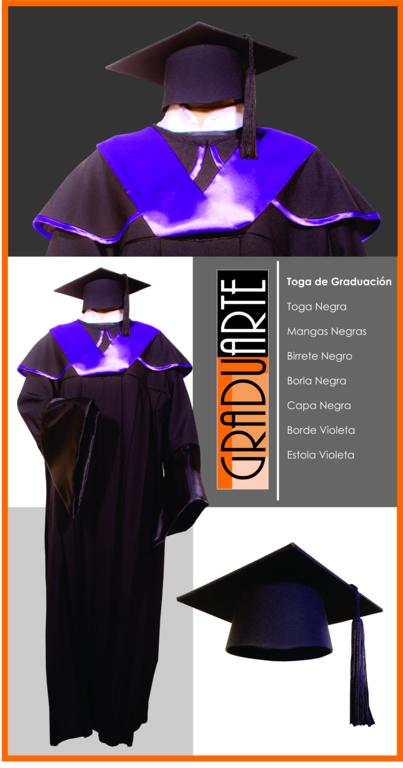 GRADUARTE
Toga de Graduación
Toga Negra
Mangas Negras
Birrete Negro
Borla Negra
Capa Negra
Borde Violeta
Estola Violeta